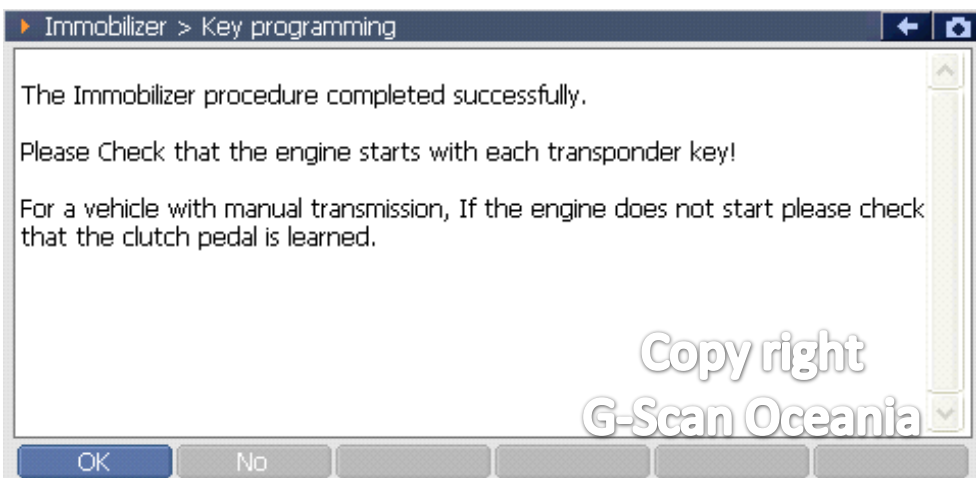 Immobilizer > Key programming
The Immobilizer procedure completed successfully.
Please Check that the engine starts with each transponder key!
For a vehicle with manual transmission, If the engine does not start please check
that the clutch pedal is learned.
Copy right
G-Scan Oceania
OK
No